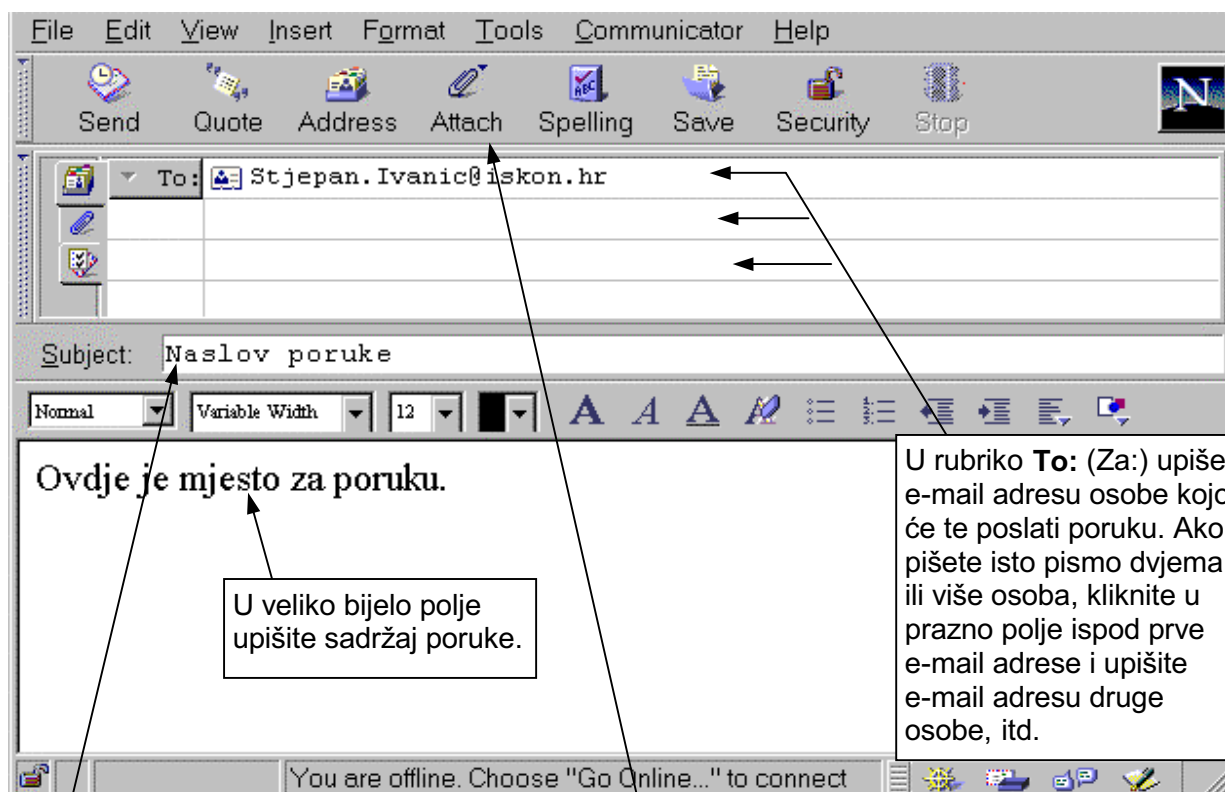 File Edit View Insert Format Tools Communicator Help
Send Quote Address Attach Spelling Save Security Stop
N
To: Stjepan.Ivanic@iskon.hr
Subject: Naslov poruke
Normal Variable Width 12 A A A
Ovdje je mjesto za poruku.
U veliko bijelo polje
upišite sadržaj poruke.
U rubriko To: (Za:) upiše
e-mail adresu osobe kojo
će te poslati poruku. Ako
pišete isto pismo dvjema
ili više osoba, kliknite u
prazno polje ispod prve
e-mail adrese i upišite
e-mail adresu druge
osobe, itd.
You are offline. Choose "Go Online..." to connect